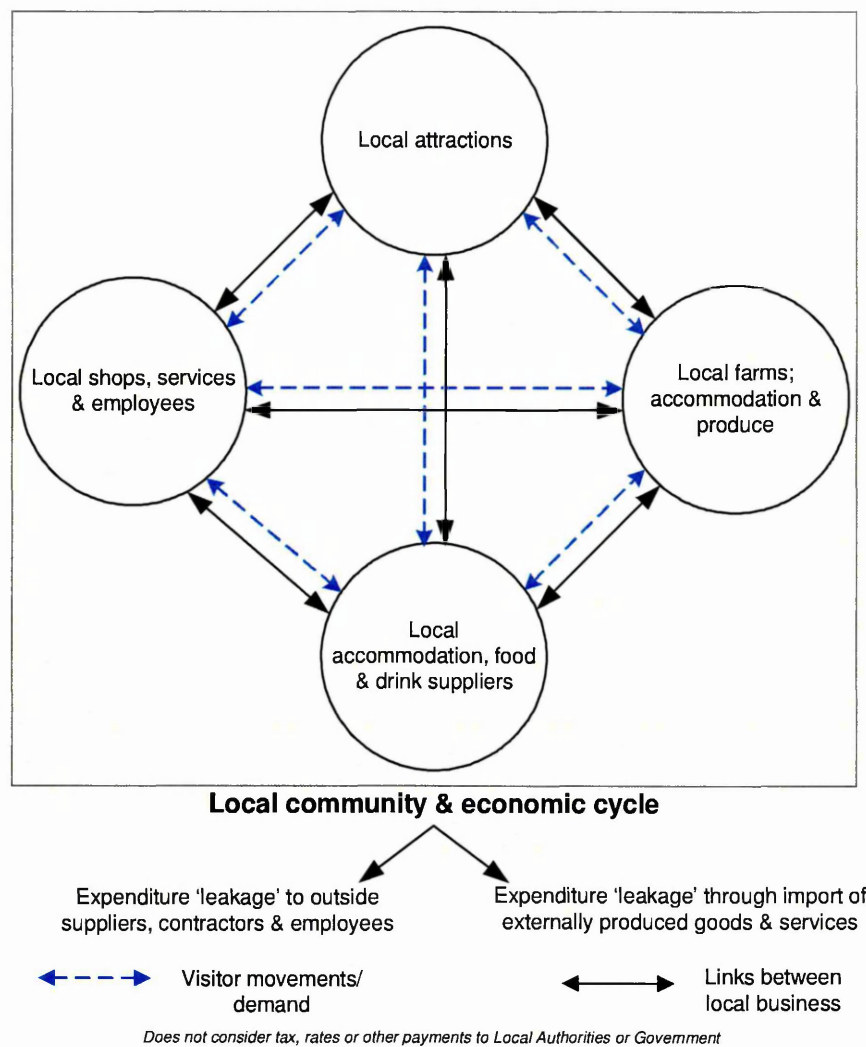 Local attractions
Local shops, services
& employees
Local farms;
accommodation &
produce
Local
accommodation, food
& drink suppliers
Local community & economic cycle
Expenditure 'leakage' to outside
suppliers, contractors & employees
Expenditure 'leakage' through import of
externally produced goods & services
Visitor movements/
demand
Links between
local business
Does not consider tax, rates or other payments to Local Authorities or Government